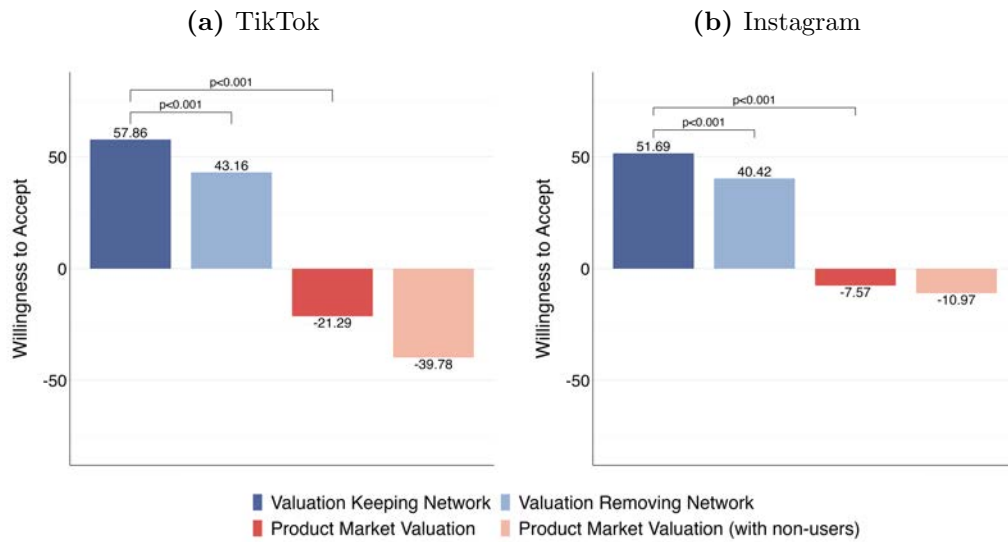 (a) TikTok
(b) Instagram
Willingness to Accept
50
0
-50
p<0.001
p<0.001
57.86
43.16
-21.29
-39.78
Willingness to Accept
50
0
-50
p<0.001
p<0.001
51.69
40.42
-7.57
-10.97
Valuation Keeping Network
Valuation Removing Network
Product Market Valuation
Product Market Valuation (with non-users)